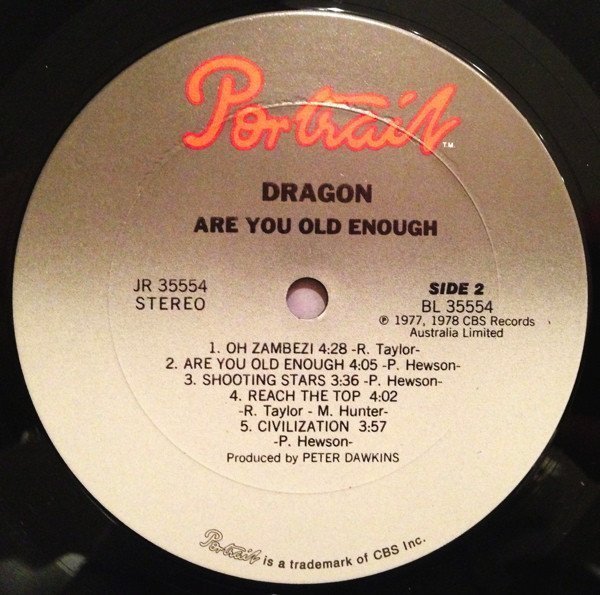 Portrait
T.M.
DRAGON
ARE YOU OLD ENOUGH
JR 35554
STEREO
SIDE 2
BL 35554
℗ 1977, 1978 CBS Records
Australia Limited
1. OH ZAMBEZI 4:28 -R. Taylor-
2. ARE YOU OLD ENOUGH 4:05 -P. Hewson-
3. SHOOTING STARS 3:36 -P. Hewson-
4. REACH THE TOP 4:02
-R. Taylor - M. Hunter-
5. CIVILIZATION 3:57
-P. Hewson-
Produced by PETER DAWKINS
Portrait is a trademark of CBS Inc.